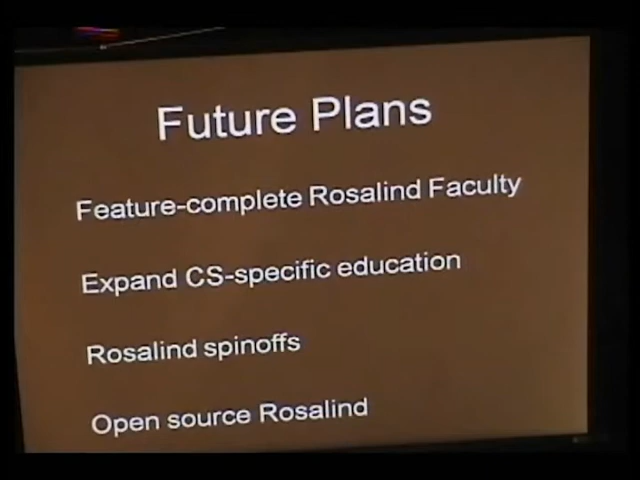 Future Plans
Feature-complete Rosalind Faculty
Expand CS-specific education
Rosalind spinoffs
Open source Rosalind